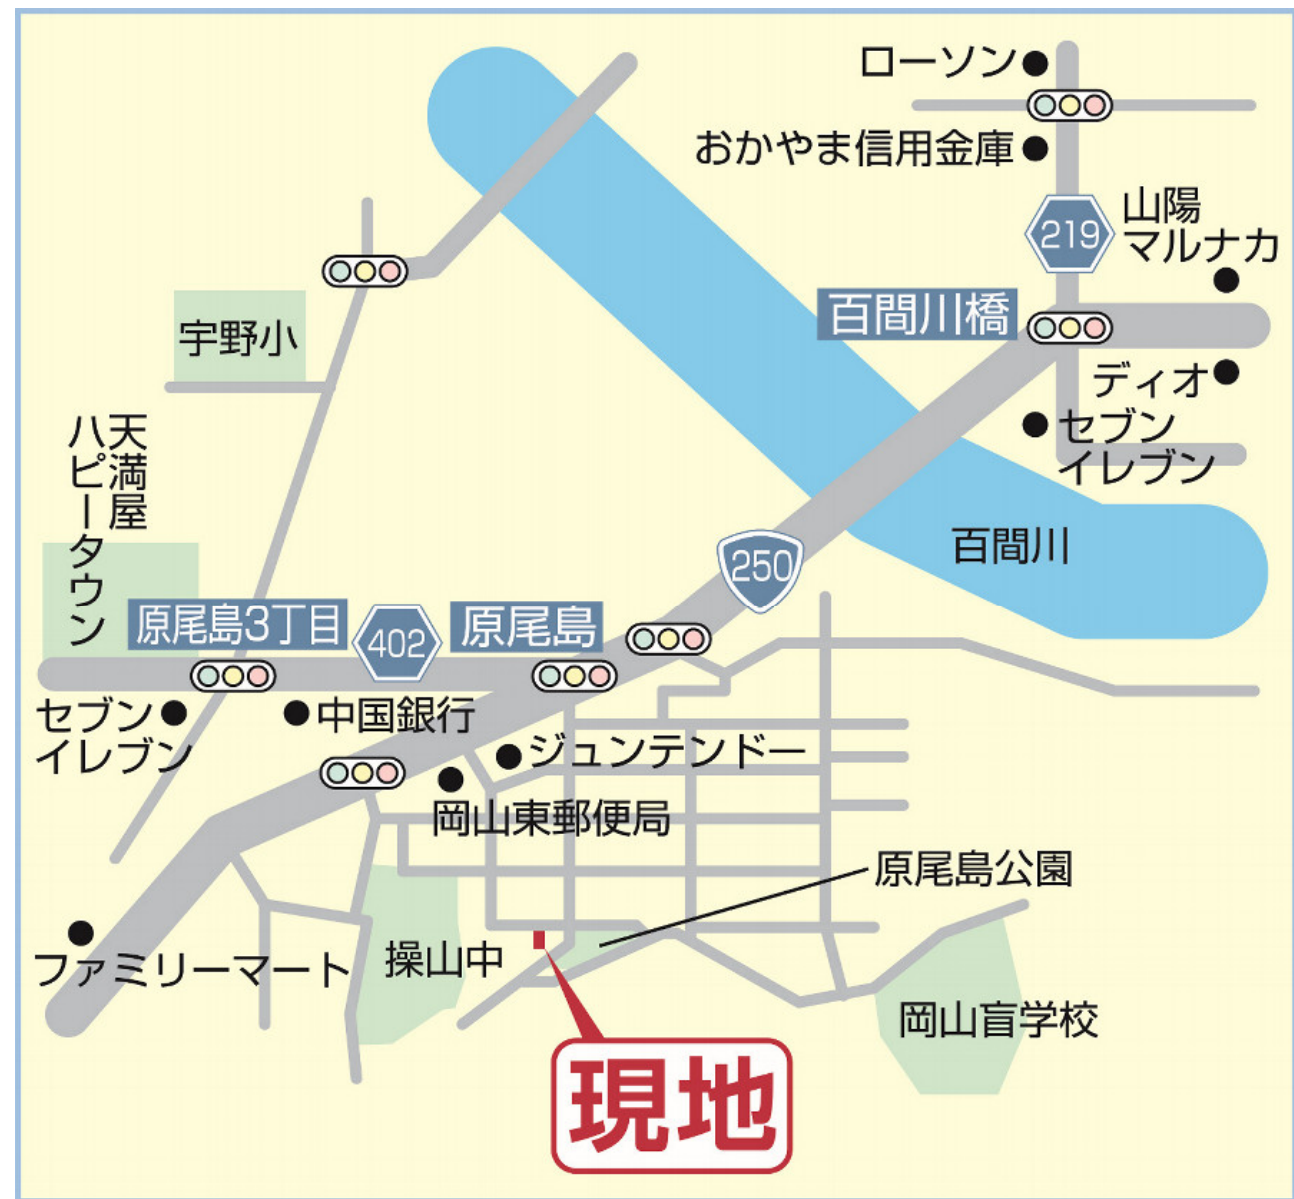 ローソン
おかやま信用金庫
219
山陽
マルナカ
百間川橋
ディオ
セブン
イレブン
宇野小
天満屋
ハピータウン
百間川
250
原尾島3丁目
402
原尾島
セブン
イレブン
中国銀行
ジュンテンドー
岡山東郵便局
原尾島公園
ファミリーマート
操山中
岡山盲学校
現地